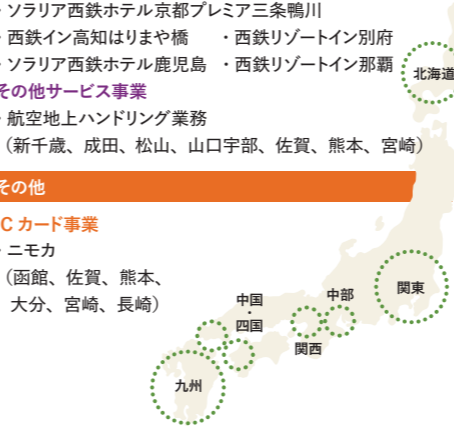 ・ソラリア西鉄ホテル京都プレミア三条鴨川
・西鉄イン高知はりまや橋　・西鉄リゾートイン別府
・ソラリア西鉄ホテル鹿児島　・西鉄リゾートイン那覇
その他サービス事業
・航空地上ハンドリング業務
（新千歳、成田、松山、山口宇部、佐賀、熊本、宮崎）
その他
Cカード事業
・ニモカ
（函館、佐賀、熊本、
大分、宮崎、長崎）
北海道
関東
中部
関西
中国
・
四国
九州